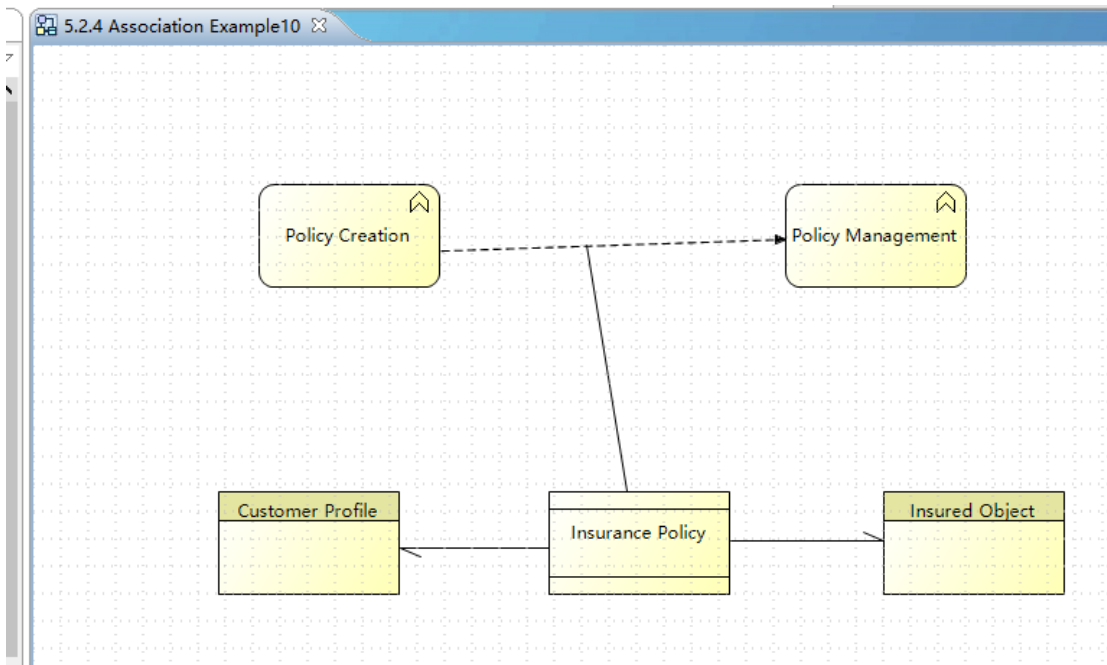 5.2.4 Association Example10
Policy Creation
Policy Management
Customer Profile
Insurance Policy
Insured Object